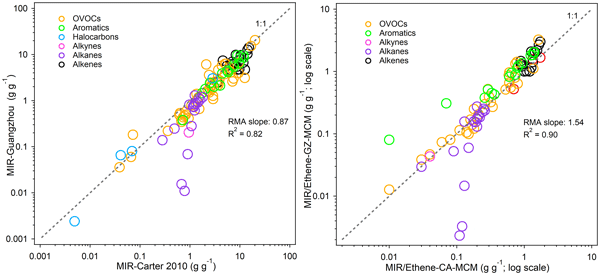 1:1
OVOCs
Aromatics
Halocarbons
Alkynes
Alkanes
Alkenes
RMA slope: 0.87
R² = 0.82
MIR-Guangzhou (g g⁻¹)
100
10
1
0.1
0.01
0.001
0.001 0.01 0.1 1 10 100
MIR-Carter 2010 (g g⁻¹)
1:1
OVOCs
Aromatics
Alkynes
Alkanes
Alkenes
RMA slope: 1.54
R² = 0.90
MIR/Ethene-GZ-MCM (g g⁻¹; log scale)
10
1
0.1
0.01
0.01 0.1 1 10
MIR/Ethene-CA-MCM (g g⁻¹; log scale)